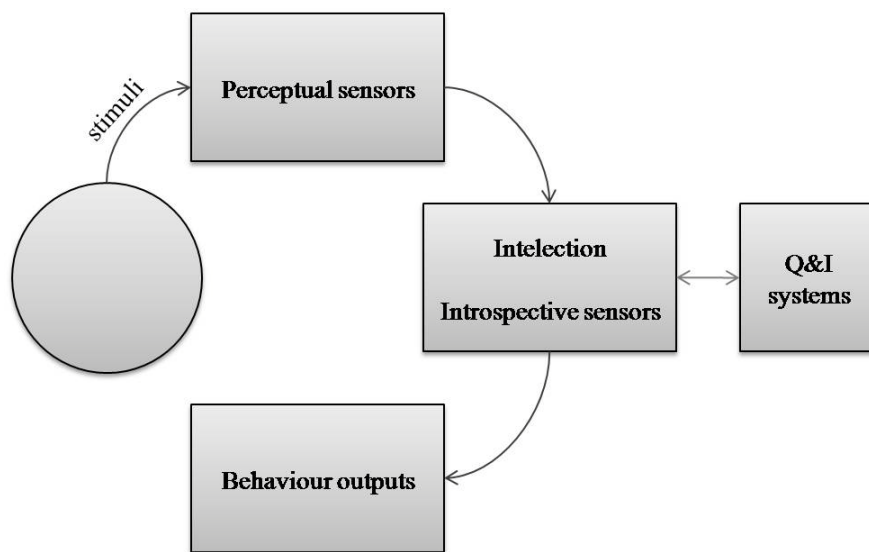 stimuli
Perceptual sensors
Intelection
Introspective sensors
Q&I
systems
Behaviour outputs